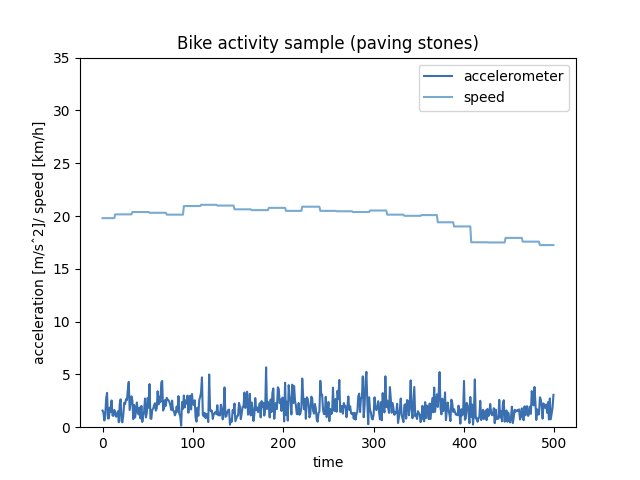 Bike activity sample (paving stones)
accelerometer
speed
acceleration [m/s^2]/ speed [km/h]
35
30
25
20
15
10
5
0
0 100 200 300 400 500
time